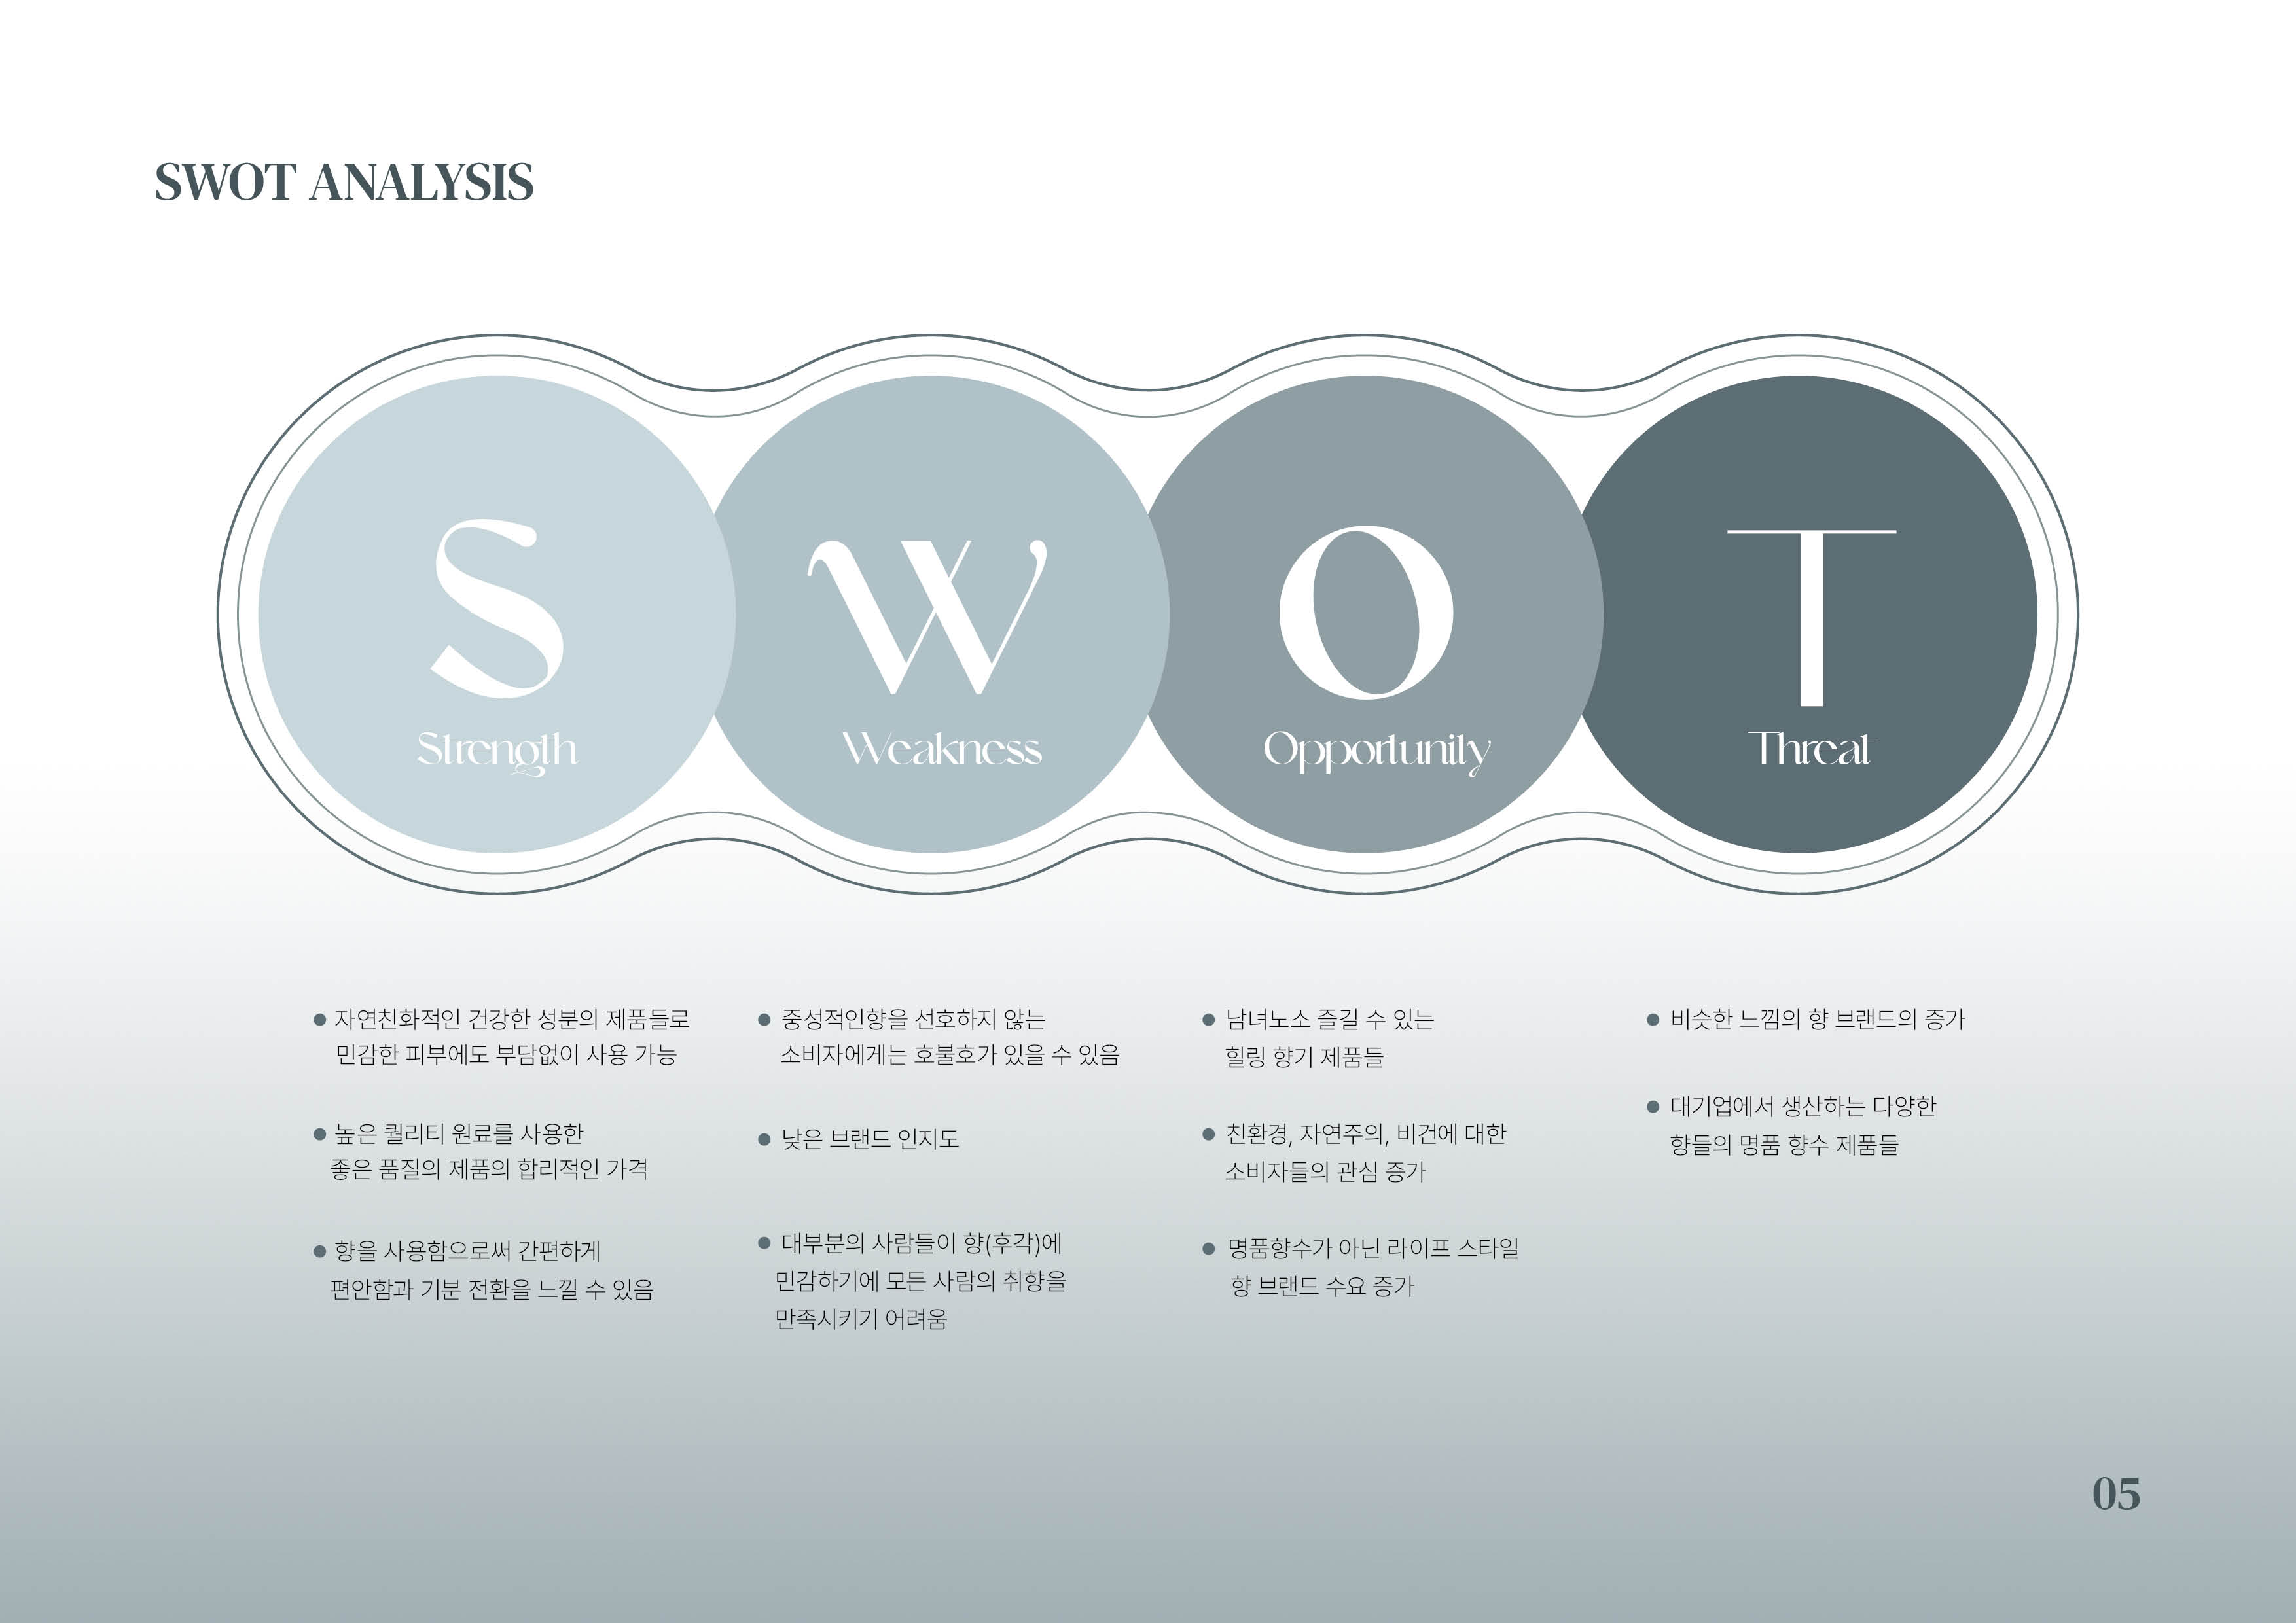 SWOT ANALYSIS
S
Strength
W
Weakness
O
Opportunity
T
Threat
자연친화적인 건강한 성분의 제품들로
민감한 피부에도 부담없이 사용 가능
높은 퀄리티 원료를 사용한
좋은 품질의 제품의 합리적인 가격
향을 사용함으로써 간편하게
편안함과 기분 전환을 느낄 수 있음
중성적인향을 선호하지 않는
소비자에게는 호불호가 있을 수 있음
낮은 브랜드 인지도
대부분의 사람들이 향(후각)에
민감하기에 모든 사람의 취향을
만족시키기 어려움
남녀노소 즐길 수 있는
힐링 향기 제품들
친환경, 자연주의, 비건에 대한
소비자들의 관심 증가
명품향수가 아닌 라이프 스타일
향 브랜드 수요 증가
비슷한 느낌의 향 브랜드의 증가
대기업에서 생산하는 다양한
향들의 명품 향수 제품들
05